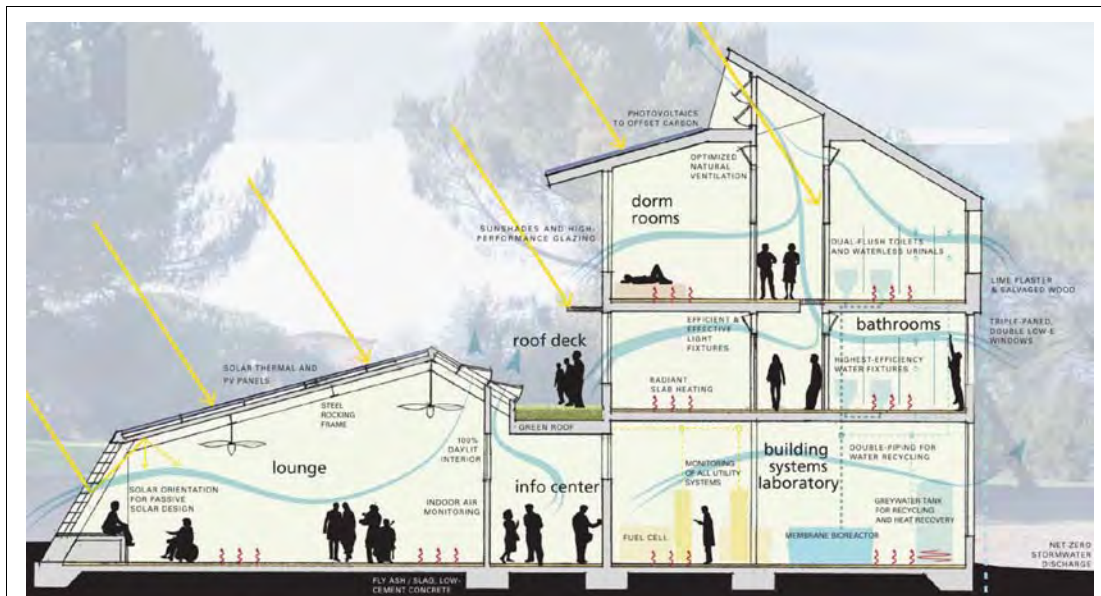 PHOTOVOLTAICS
TO OFFSET CARBON
OPTIMIZED
NATURAL
VENTILATION
dorm
rooms
SUNSHADES AND HIGH-
PERFORMANCE GLAZING
DUAL-FLUSH TOILETS
AND WATERLESS URINALS
LIME PLASTER
& SALVAGED WOOD
EFFICIENT &
EFFECTIVE
LIGHT
FIXTURES
bathrooms
TRIPLE-PANED,
DOUBLE LOW-E
WINDOWS
roof deck
HIGHEST-EFFICIENCY
WATER FIXTURES
SOLAR THERMAL AND
PV PANELS
RADIANT
SLAB HEATING
STEEL
ROCKING
FRAME
GREEN ROOF
100%
DAYLIT
INTERIOR
lounge
MONITORING
OF ALL UTILITY
SYSTEMS
building
systems
laboratory
DOUBLE-PIPING FOR
WATER RECYCLING
SOLAR ORIENTATION
FOR PASSIVE
SOLAR DESIGN
INDOOR AIR
MONITORING
info center
GREYWATER TANK
FOR RECYCLING
AND HEAT RECOVERY
FUEL CELL
MEMBRANE BIOREACTOR
NET ZERO
STORMWATER
DISCHARGE
FLY ASH / SLAG, LOW-
CEMENT CONCRETE